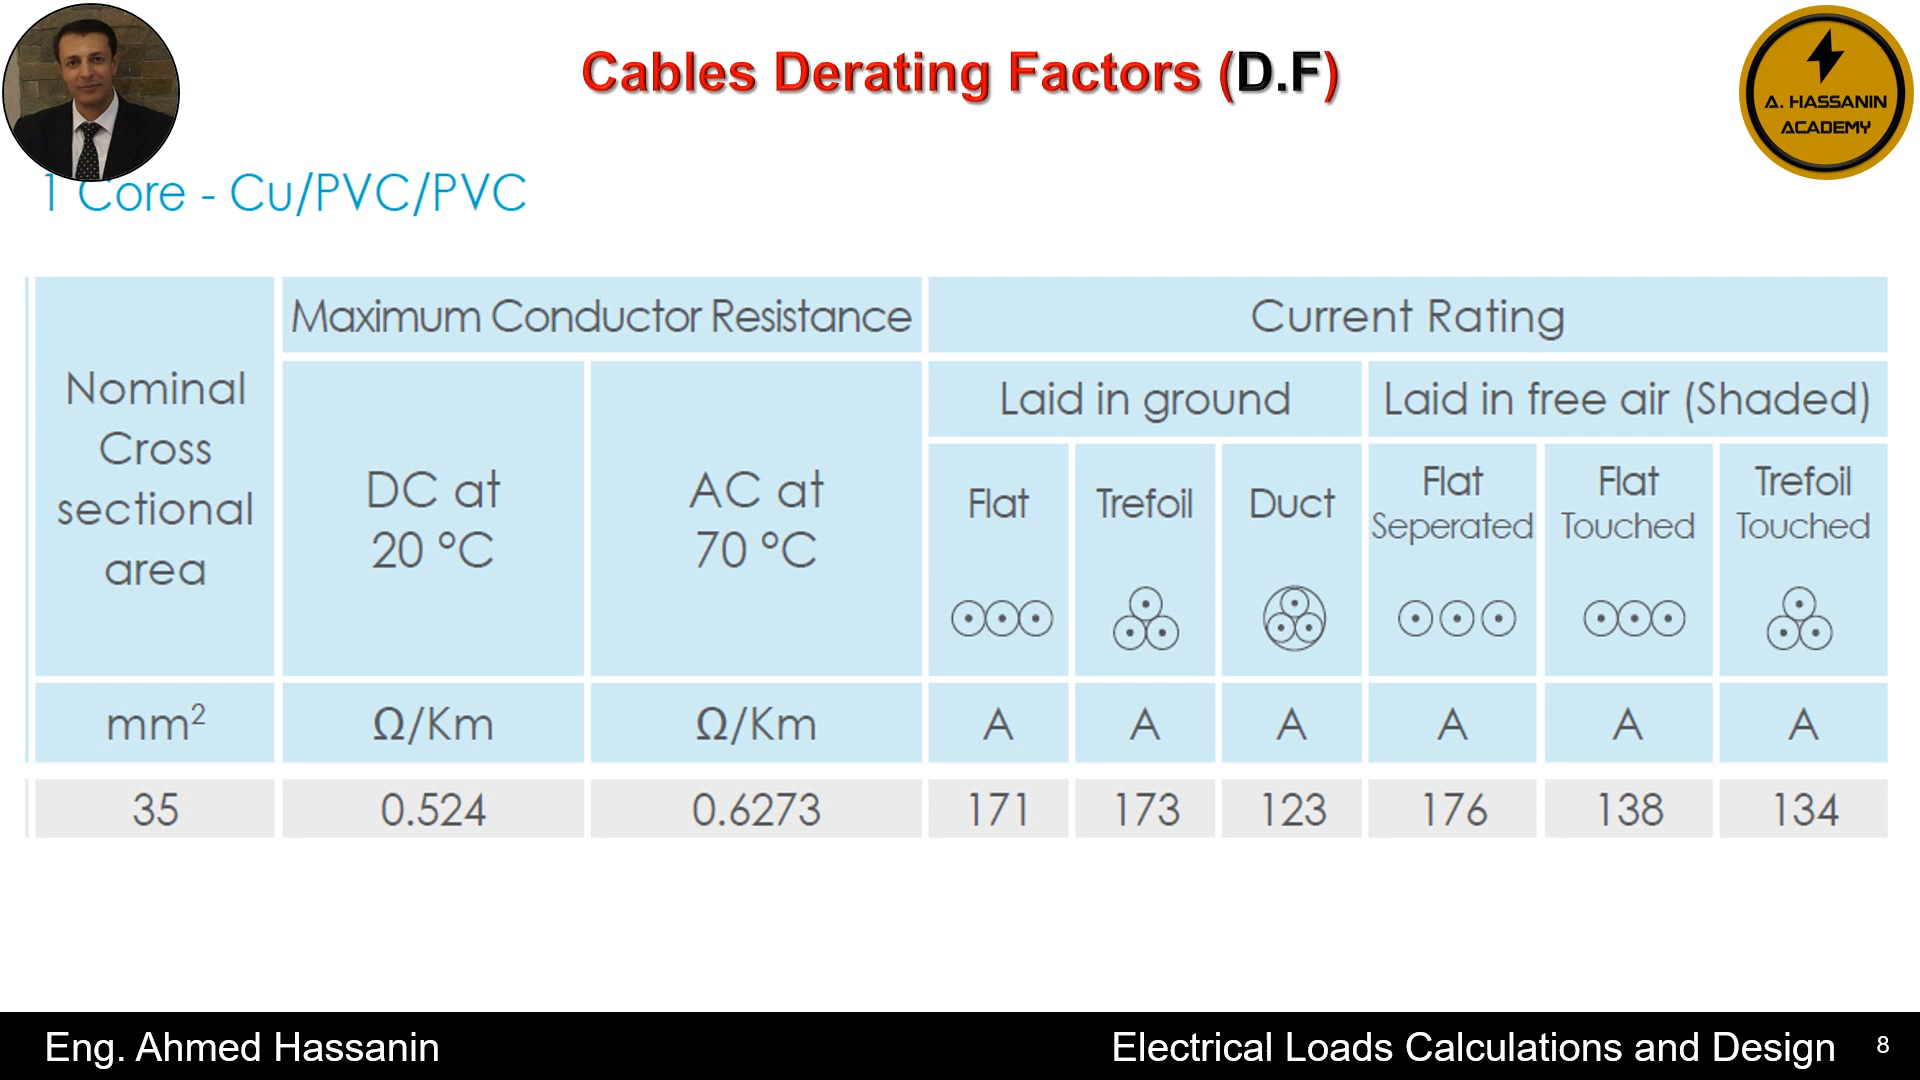 Cables Derating Factors (D.F)
A. HASSANIN
ACADEMY
1 Core - Cu/PVC/PVC
Nominal
Cross
sectional
area
Maximum Conductor Resistance
Current Rating
DC at
20 °C
AC at
70 °C
Laid in ground
Laid in free air (Shaded)
Flat
Trefoil
Duct
Flat
Seperated
Flat
Touched
Trefoil
Touched
mm² Ω/Km Ω/Km A A A A A A
35 0.524 0.6273 171 173 123 176 138 134
Eng. Ahmed Hassanin
Electrical Loads Calculations and Design 8